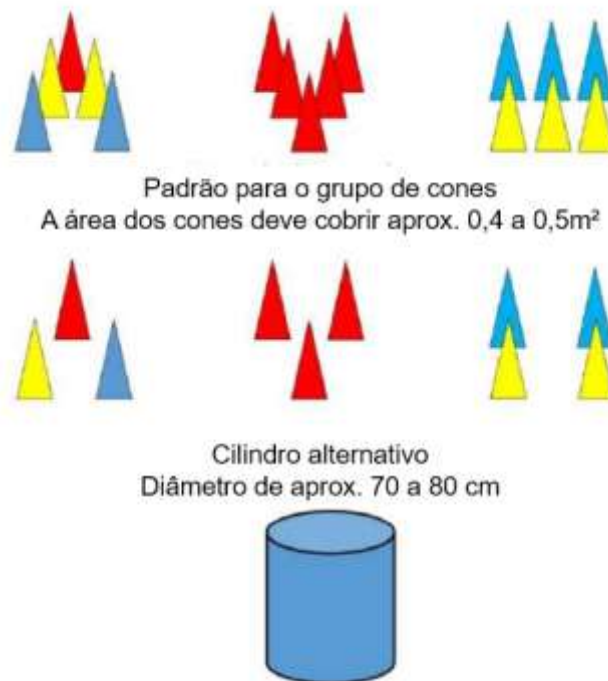 Padrão para o grupo de cones
A área dos cones deve cobrir aprox. 0,4 a 0,5m²
Cilindro alternativo
Diâmetro de aprox. 70 a 80 cm